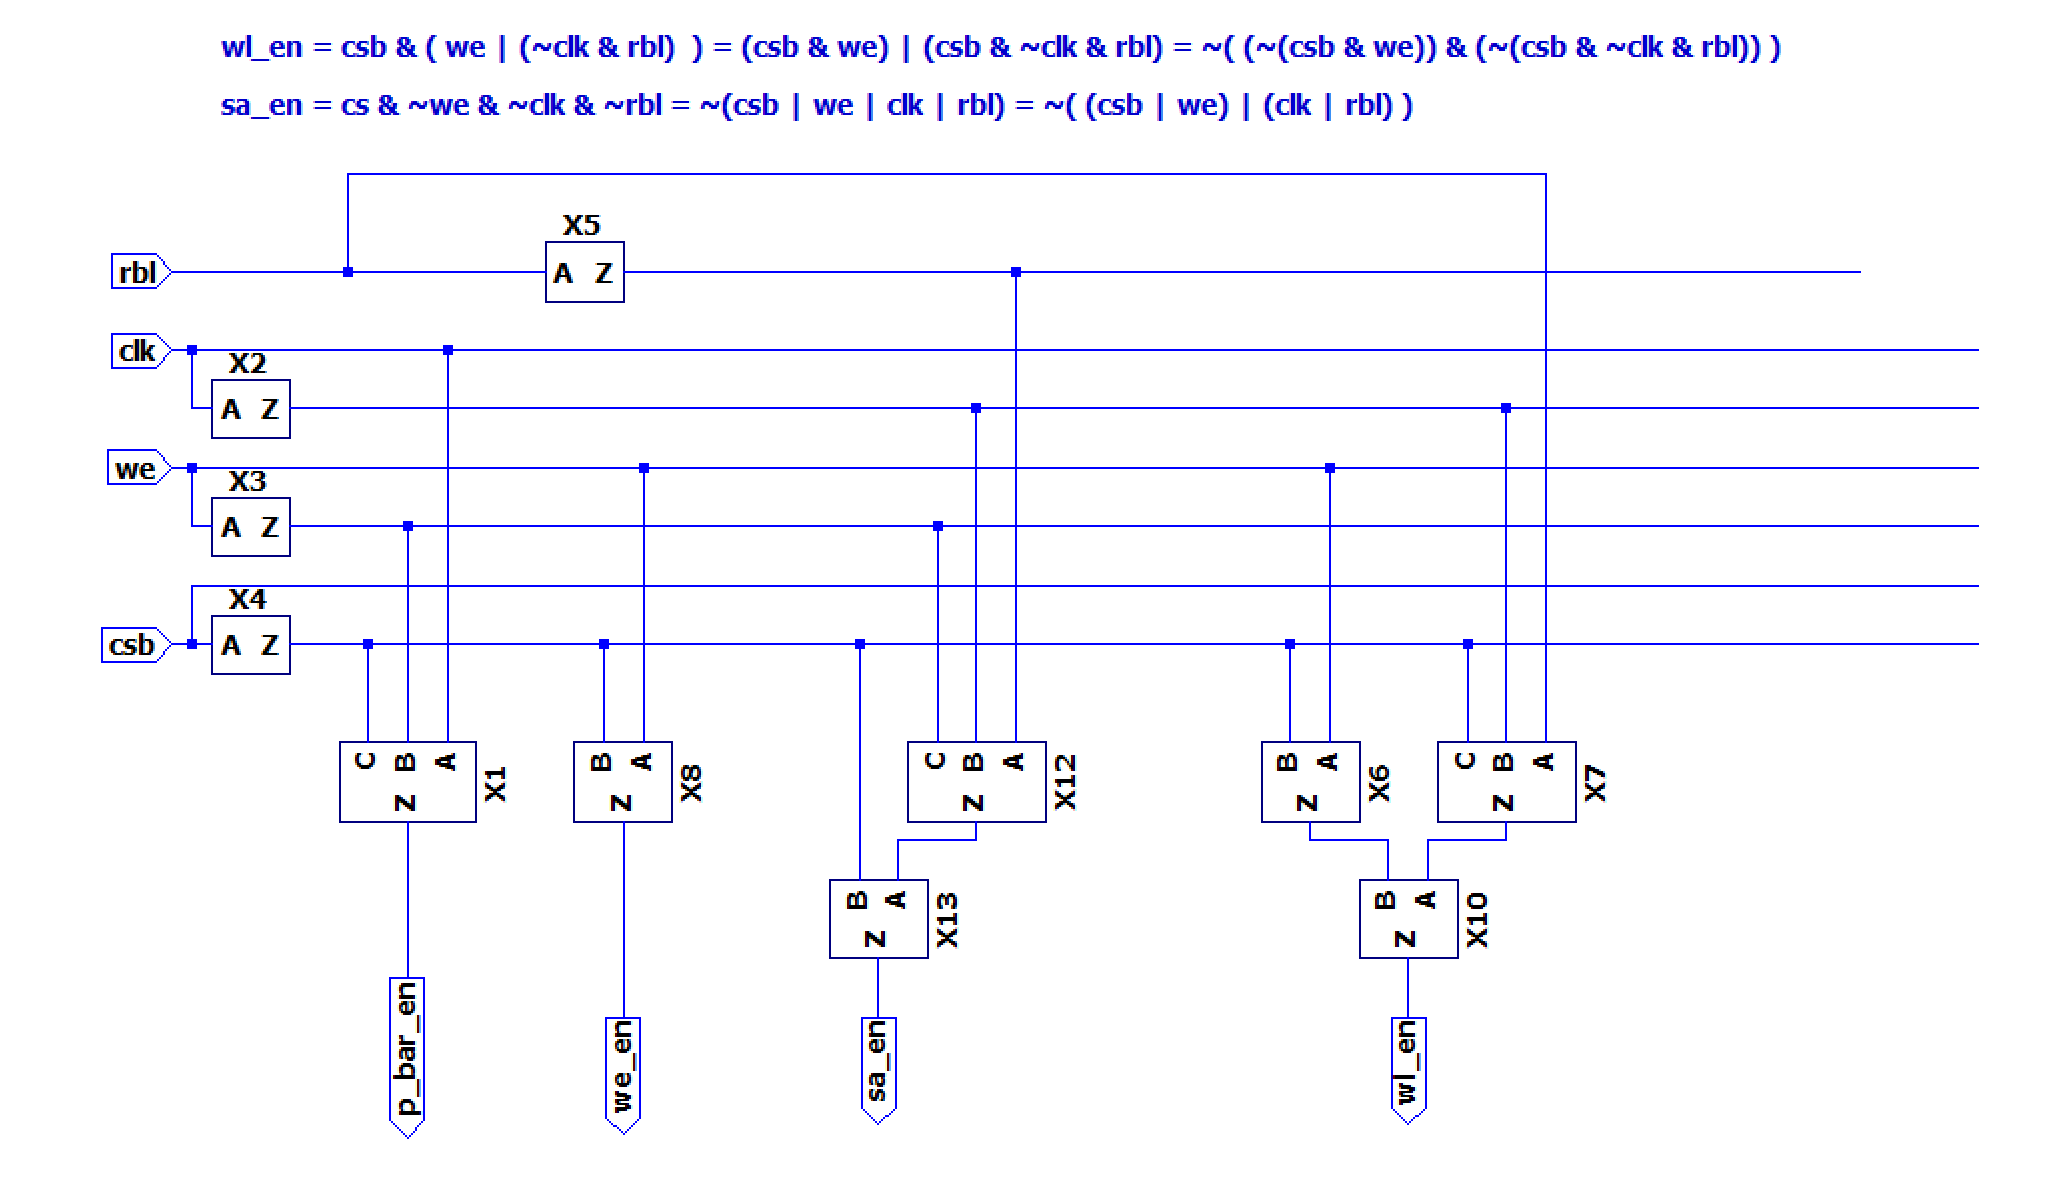 wl_en = csb & ( we | (~clk & rbl)  ) = (csb & we) | (csb & ~clk & rbl) = ~( (~(csb & we)) & (~(csb & ~clk & rbl)) )
sa_en = cs & ~we & ~clk & ~rbl = ~(csb | we | clk | rbl) = ~( (csb | we) | (clk | rbl) )
X5
rbl
A Z
clk
X2
A Z
we
X3
A Z
X4
csb
A Z
C B A
Z
X1
B A
Z
X8
C B A
Z
X12
B A
Z
X6
C B A
Z
X7
B A
Z
X13
B A
Z
X10
p_bar_en
we_en
sa_en
wl_en